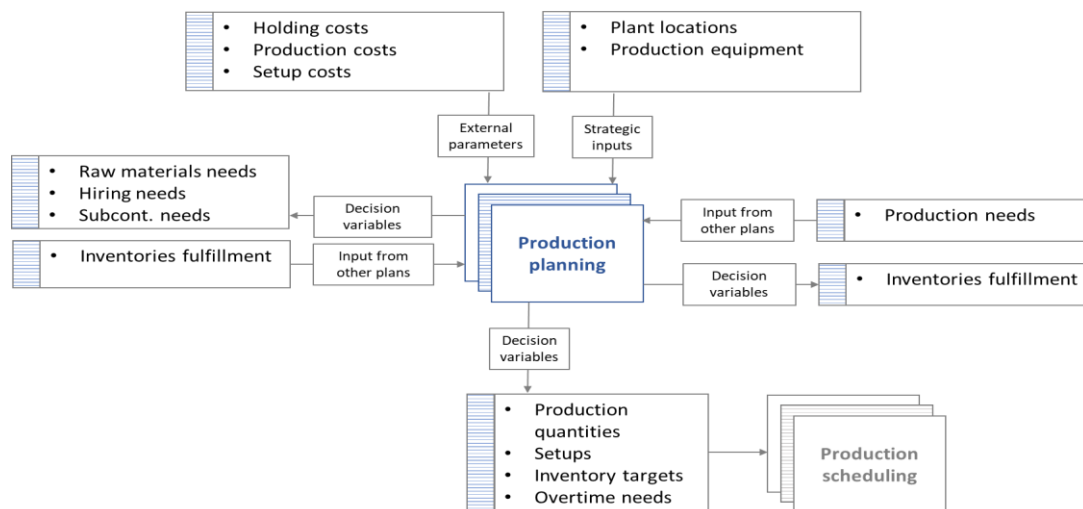 • Holding costs
• Production costs
• Setup costs
• Plant locations
• Production equipment
External
parameters
Strategic
inputs
• Raw materials needs
• Hiring needs
• Subcont. needs
Decision
variables
Input from
other plans
• Production needs
Production
planning
• Inventories fulfillment
Input from
other plans
Decision
variables
• Inventories fulfillment
Decision
variables
• Production
quantities
• Setups
• Inventory targets
• Overtime needs
Production
scheduling